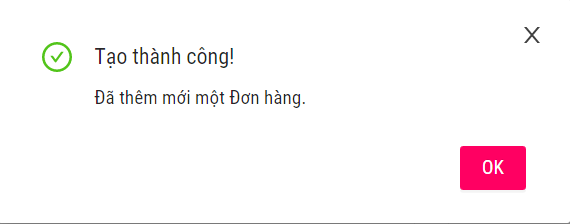 Tạo thành công!
Đã thêm mới một Đơn hàng.
OK